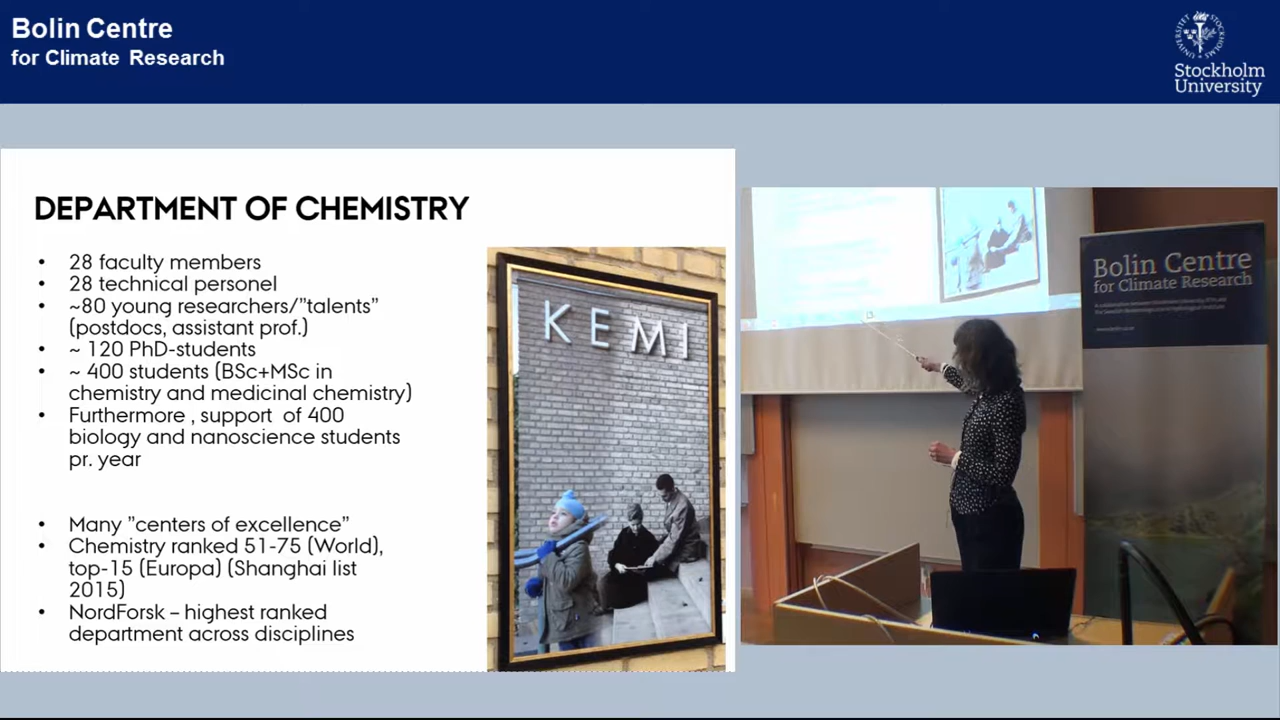 Bolin Centre
for Climate Research
Stockholm
University
DEPARTMENT OF CHEMISTRY
• 28 faculty members
• 28 technical personel
• ~80 young researchers/"talents"
(postdocs, assistant prof.)
• ~ 120 PhD-students
• ~ 400 students (BSc+MSc in
chemistry and medicinal chemistry)
• Furthermore , support of 400
biology and nanoscience students
pr. year
• Many "centers of excellence"
• Chemistry ranked 51-75 (World),
top-15 (Europa) (Shanghai list
2015)
• NordForsk – highest ranked
department across disciplines
KEMI
Bolin Centre
for Climate Research